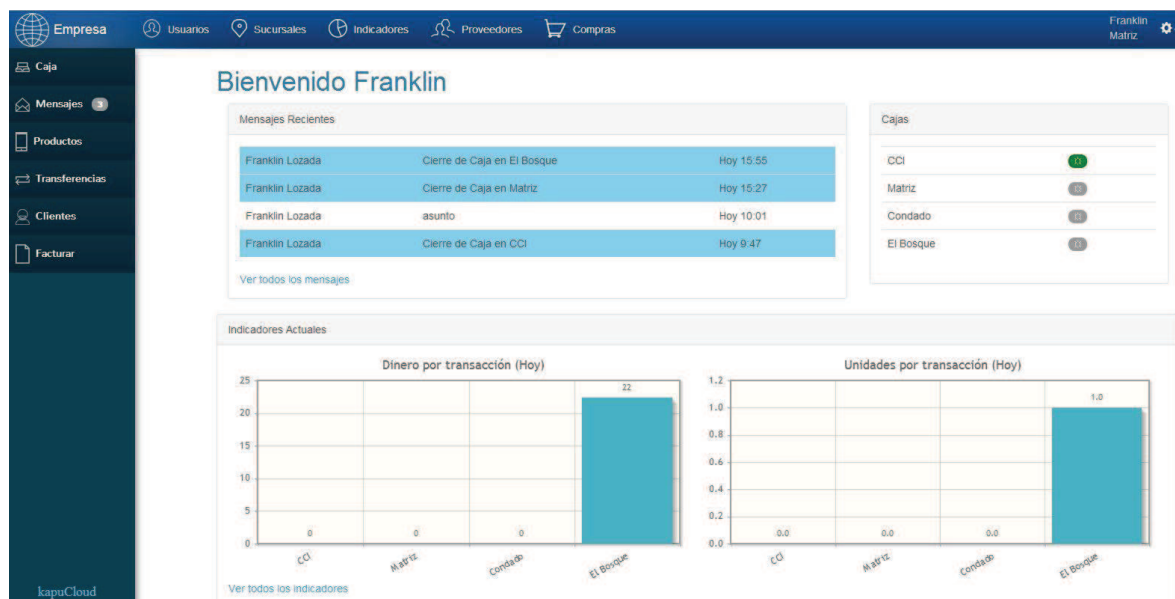 Empresa Usuarios Sucursales Indicadores Proveedores Compras Franklin
Matriz
Caja
Mensajes 3
Productos
Transferencias
Clientes
Facturar
kapuCloud
Bienvenido Franklin
Mensajes Recientes
Franklin Lozada Cierre de Caja en El Bosque Hoy 15:55
Franklin Lozada Cierre de Caja en Matriz Hoy 15:27
Franklin Lozada asunto Hoy 10:01
Franklin Lozada Cierre de Caja en CCI Hoy 9:47
Ver todos los mensajes
Cajas
CCI
Matriz
Condado
El Bosque
Indicadores Actuales
Dinero por transacción (Hoy)
25
20
15
10
5
0
0 0 0 22
CCI Matriz Condado El Bosque
Unidades por transacción (Hoy)
1.2
1.0
0.8
0.6
0.4
0.2
0.0
0.0 0.0 0.0 1.0
CCI Matriz Condado El Bosque
Ver todos los indicadores